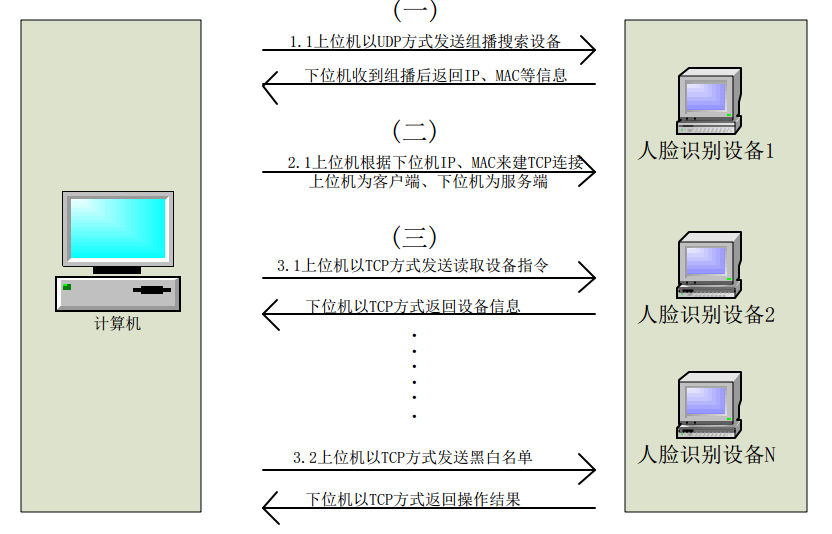 (一)
1.1上位机以UDP方式发送组播搜索设备
下位机收到组播后返回IP、MAC等信息
人脸识别设备1
(二)
2.1上位机根据下位机IP、MAC来建TCP连接
上位机为客户端、下位机为服务端
(三)
3.1上位机以TCP方式发送读取设备指令
下位机以TCP方式返回设备信息
计算机
人脸识别设备2
3.2上位机以TCP方式发送黑白名单
人脸识别设备N
下位机以TCP方式返回操作结果